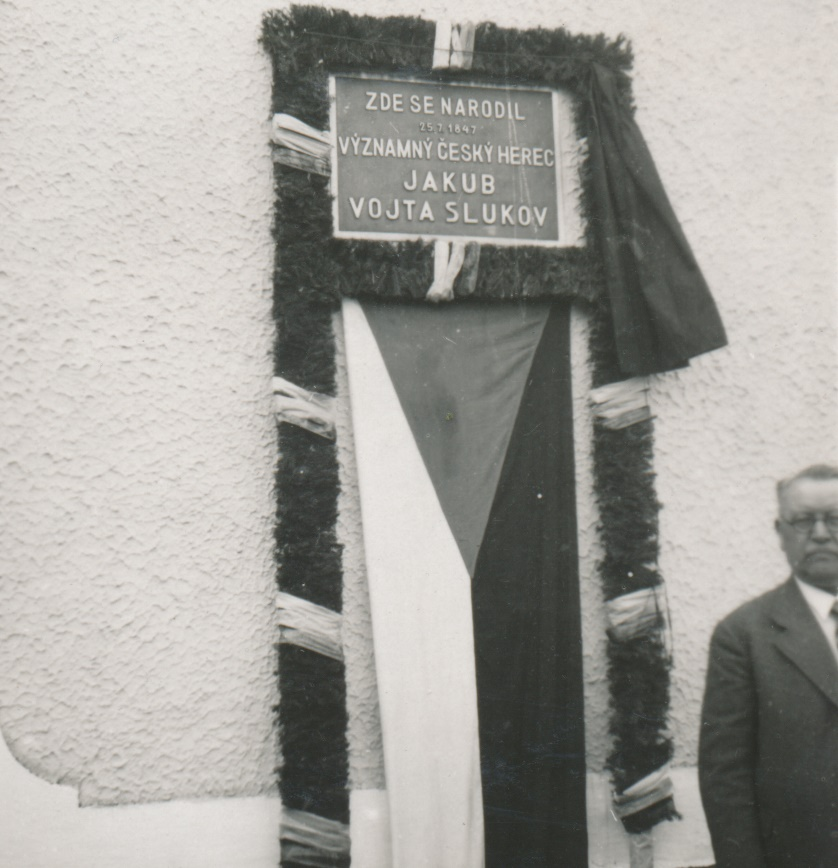 ZDE SE NARODIL
25.7.1847
VÝZNAMNÝ ČESKÝ HEREC
JAKUB
VOJTA SLUKOV